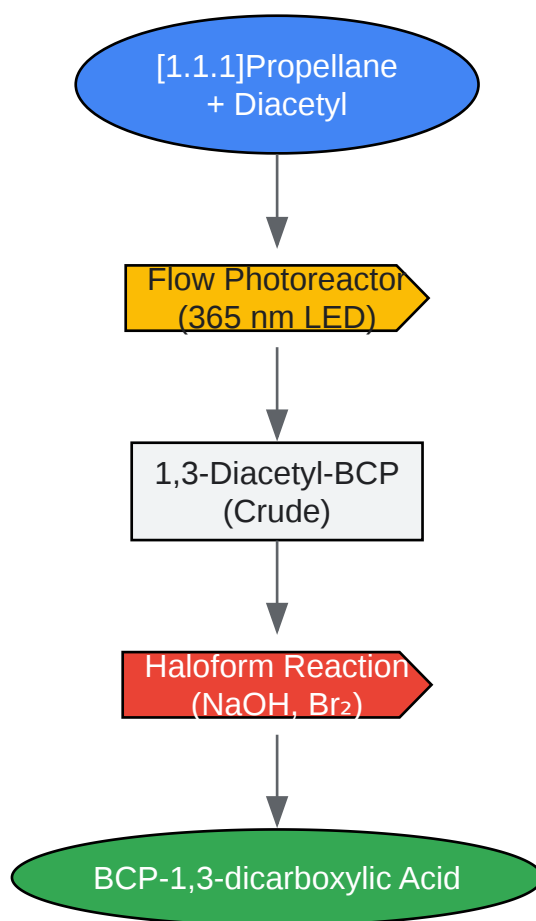 [1.1.1]Propellane
+ Diacetyl
Flow Photoreactor
(365 nm LED)
1,3-Diacetyl-BCP
(Crude)
Haloform Reaction
(NaOH, Br₂)
BCP-1,3-dicarboxylic Acid